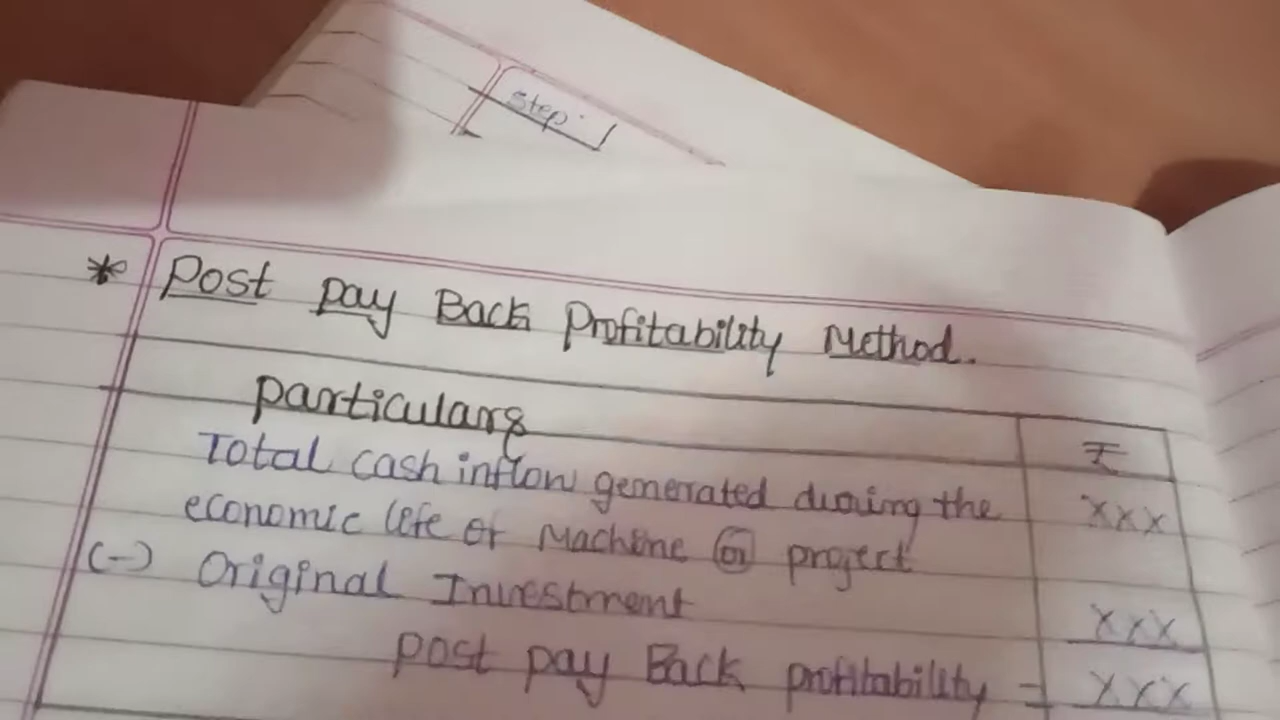 Step:
* Post pay Back Profitability Method.
particulars ₹
Total cash inflow generated during the xxx
economic life of Machine or project
(-) Original Investment xxx
post pay Back profitability = xxx